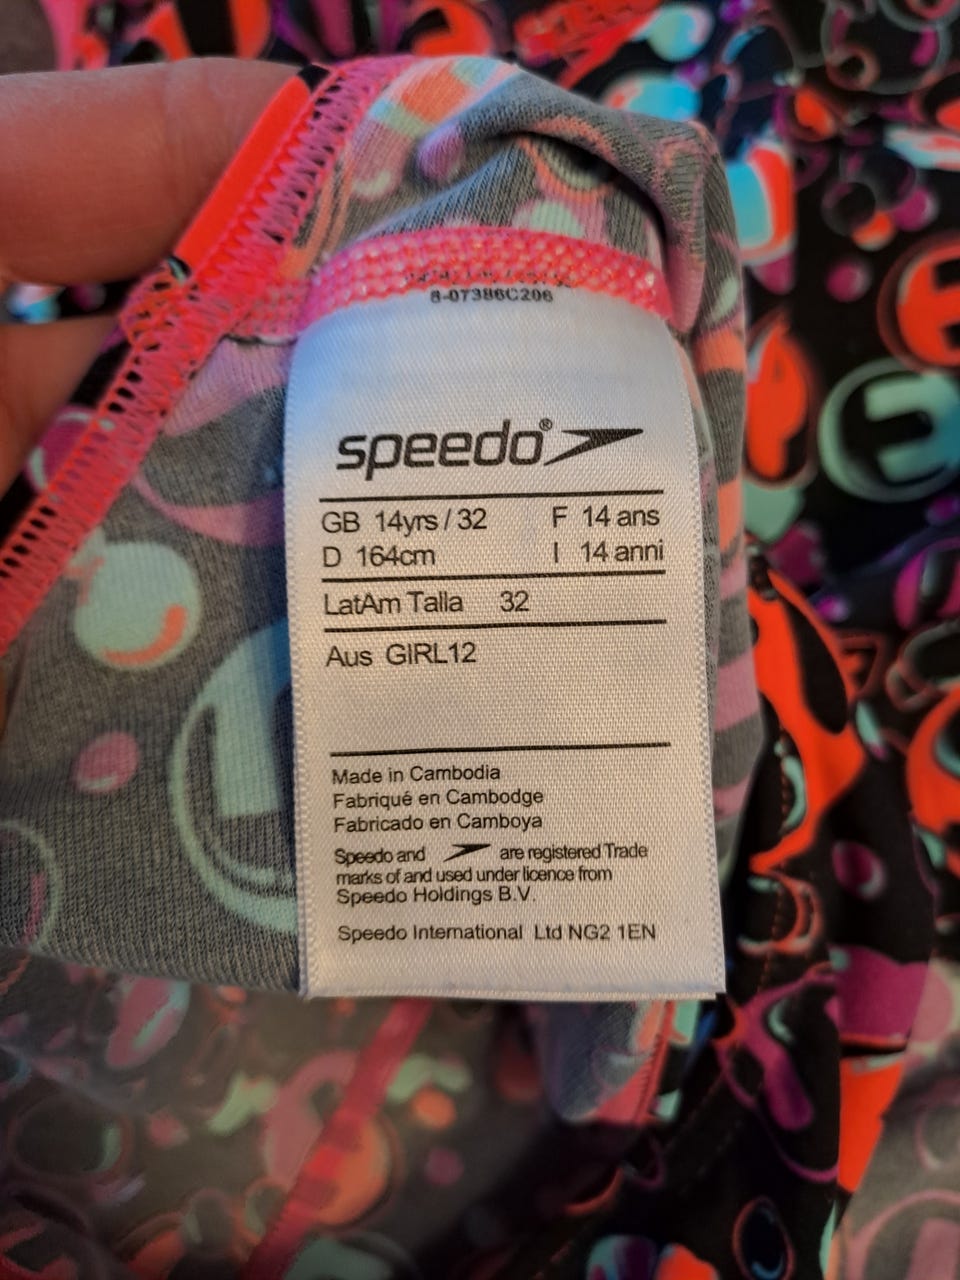 8-07386C206
speedo®
GB 14yrs / 32 F 14 ans
D 164cm I 14 anni
LatAm Talla 32
Aus GIRL12
Made in Cambodia
Fabriqué en Cambodge
Fabricado en Camboya
Speedo and are registered Trade
marks of and used under licence from
Speedo Holdings B.V.
Speedo International Ltd NG2 1EN